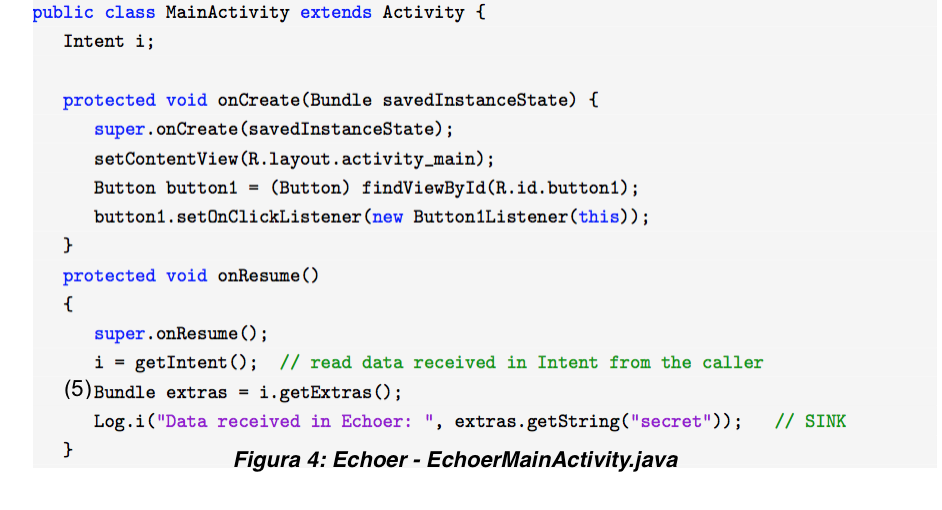 public class MainActivity extends Activity {
Intent i;
protected void onCreate(Bundle savedInstanceState) {
super.onCreate(savedInstanceState);
setContentView(R.layout.activity_main);
Button button1 = (Button) findViewById(R.id.button1);
button1.setOnClickListener(new Button1Listener(this));
}
protected void onResume()
{
super.onResume();
i = getIntent(); // read data received in Intent from the caller
(5)Bundle extras = i.getExtras();
Log.i("Data received in Echoer: ", extras.getString("secret")); // SINK
}
Figura 4: Echoer - EchoerMainActivity.java